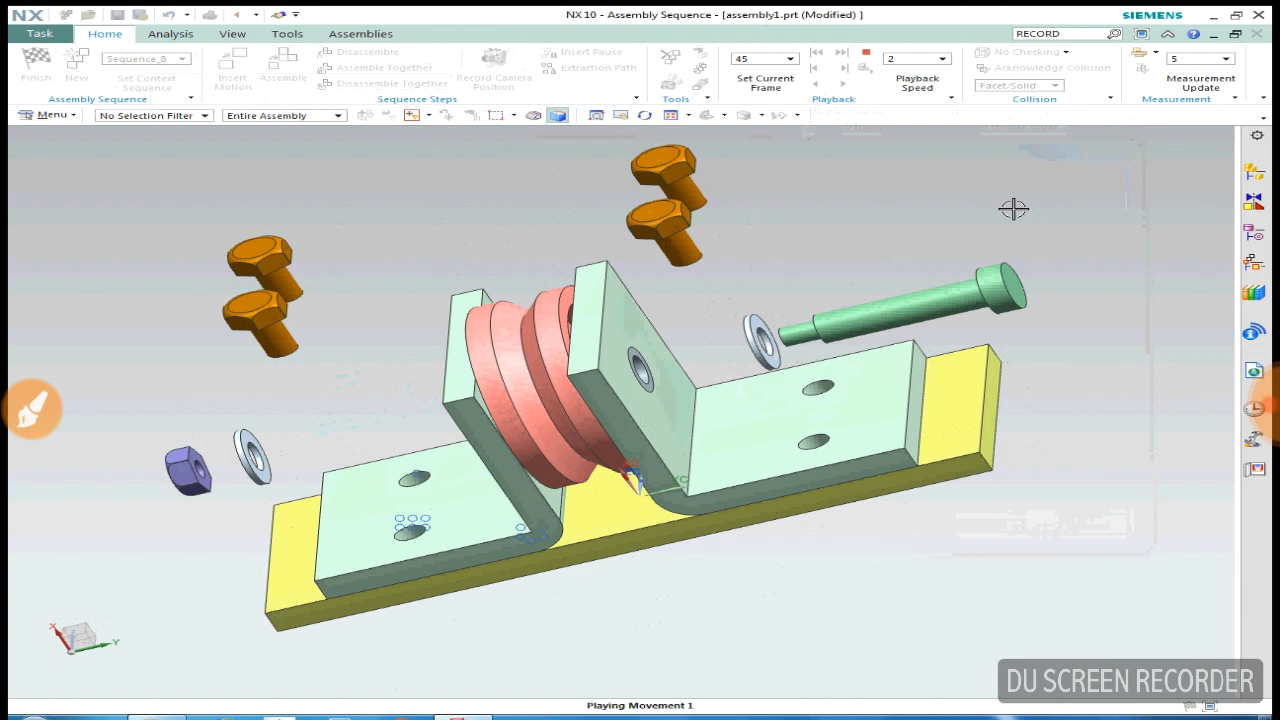 NX
NX 10 - Assembly Sequence - [assembly1.prt (Modified) ]
SIEMENS
Task
Home
Analysis
View
Tools
Assemblies
RECORD
Finish
New
Sequence_8
Set Context
Sequence
Assembly Sequence
Insert
Motion
Assemble
Disassemble
Assemble Together
Disassemble Together
Record Camera
Position
Insert Pause
Extraction Path
Sequence Steps
Tools
45
Set Current
Frame
2
Playback
Speed
Playback
No Checking
Acknowledge Collision
Facet/Solid
Collision
5
Measurement
Update
Measurement
Menu
No Selection Filter
Entire Assembly
X
Y
Z
DU SCREEN RECORDER
Playing Movement 1